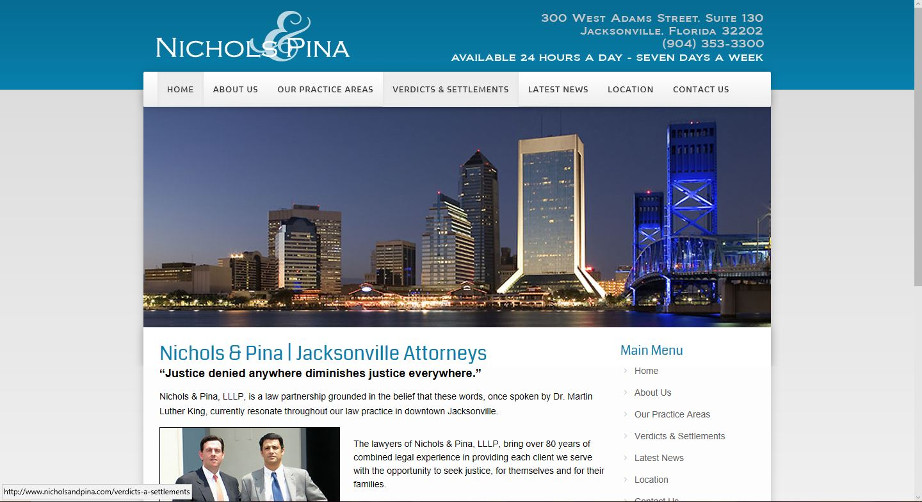 Nichols & Pina
300 West Adams Street, Suite 130
Jacksonville, Florida 32202
(904) 353-3300
AVAILABLE 24 HOURS A DAY - SEVEN DAYS A WEEK
HOME
ABOUT US
OUR PRACTICE AREAS
VERDICTS & SETTLEMENTS
LATEST NEWS
LOCATION
CONTACT US
Nichols & Pina | Jacksonville Attorneys
“Justice denied anywhere diminishes justice everywhere.”
Nichols & Pina, LLLP, is a law partnership grounded in the belief that these words, once spoken by Dr. Martin
Luther King, currently resonate throughout our law practice in downtown Jacksonville.
The lawyers of Nichols & Pina, LLLP, bring over 80 years of
combined legal experience in providing each client we serve
with the opportunity to seek justice, for themselves and for their
families.
Main Menu
Home
About Us
Our Practice Areas
Verdicts & Settlements
Latest News
Location
Contact Us
http://www.nicholsandpina.com/verdicts-a-settlements